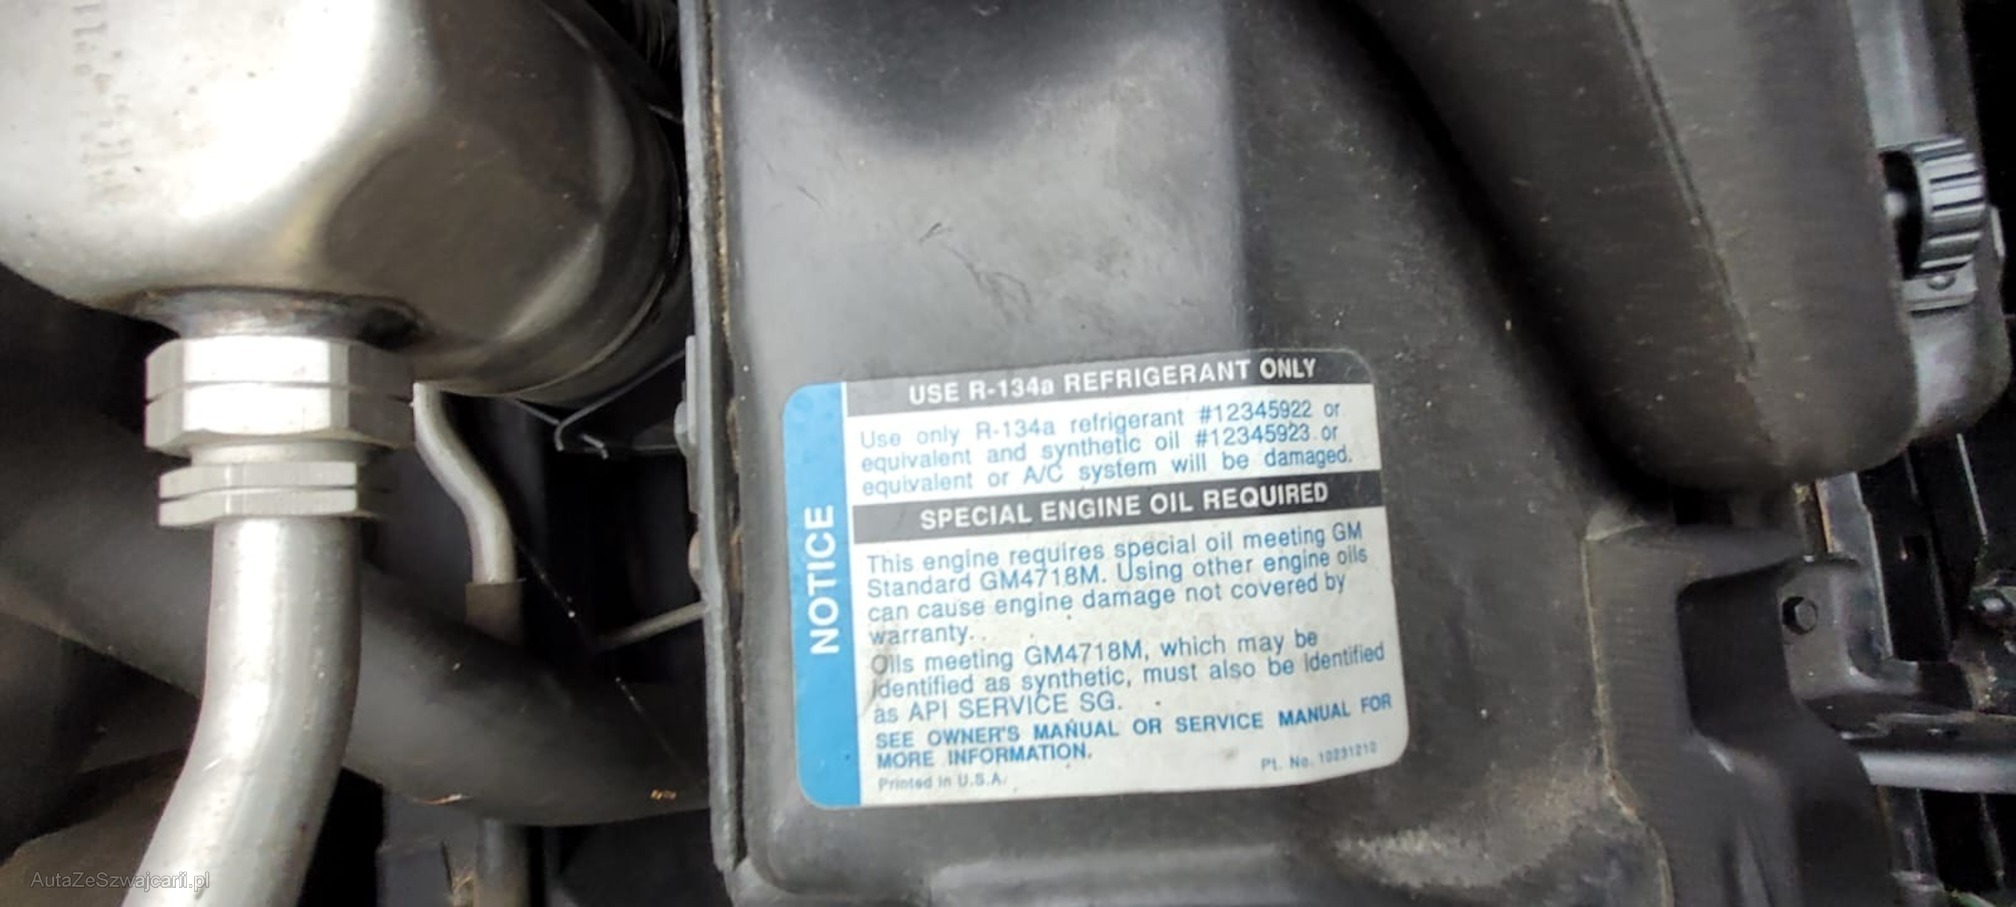 USE R-134a REFRIGERANT ONLY
Use only R-134a refrigerant #12345922 or
equivalent and synthetic oil #12345923 or
equivalent or A/C system will be damaged.
SPECIAL ENGINE OIL REQUIRED
This engine requires special oil meeting GM
Standard GM4718M. Using other engine oils
can cause engine damage not covered by
warranty.
Oils meeting GM4718M, which may be
identified as synthetic, must also be identified
as API SERVICE SG.
SEE OWNER'S MANUAL OR SERVICE MANUAL FOR
MORE INFORMATION.
Printed in U.S.A.
Pt. No. 10231210
NOTICE
AutaZeSzwajcarii.pl